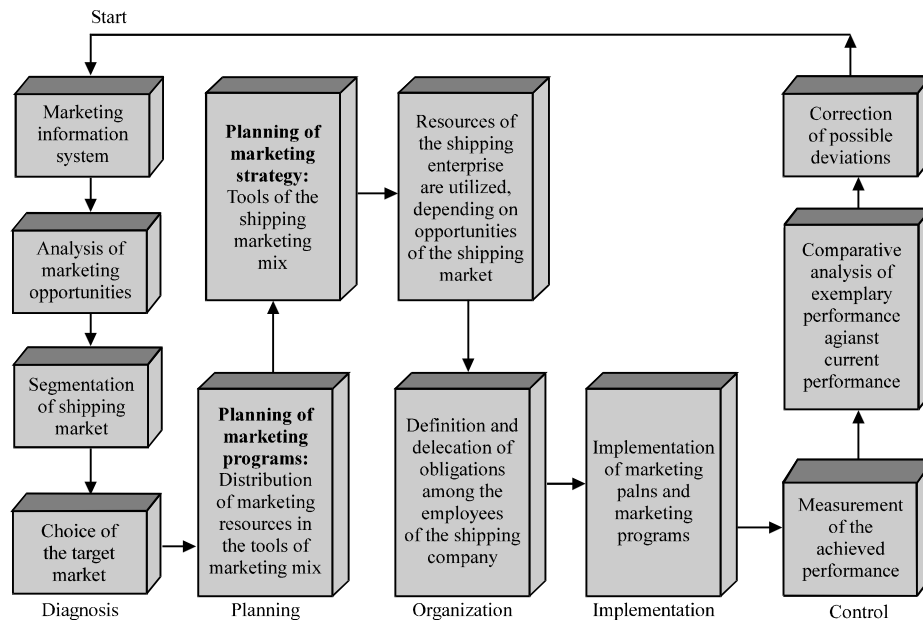 Start
Marketing
information
system
Analysis of
marketing
opportunities
Segmentation
of shipping
market
Choice of
the target
market
Diagnosis
Planning of
marketing
strategy:
Tools of the
shipping
marketing
mix
Planning of
marketing
programs:
Distribution
of marketing
resources in
the tools of
marketing mix
Planning
Resources of
the shipping
enterprise
are utilized,
depending on
opportunities
of the shipping
market
Definition and
delecation of
obligations
among the
employees
of the shipping
company
Organization
Implementation
of marketing
palns and
marketing
programs
Implementation
Correction
of possible
deviations
Comparative
analysis of
exemplary
performance
agianst
current
performance
Measurement
of the
achieved
performance
Control